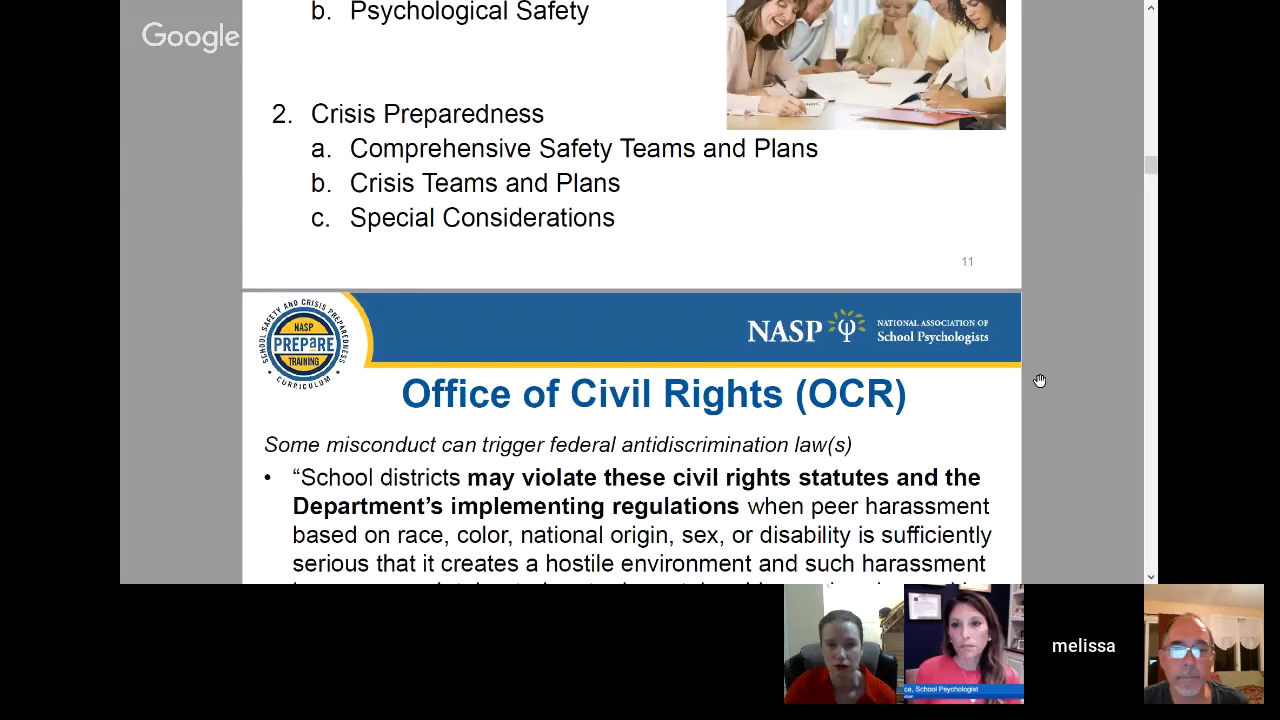 Google
b. Psychological Safety
2. Crisis Preparedness
a. Comprehensive Safety Teams and Plans
b. Crisis Teams and Plans
c. Special Considerations
11
SCHOOL SAFETY AND CRISIS PREPAREDNESS
NASP
PREPaRE
TRAINING
CURRICULUM
NASP
NATIONAL ASSOCIATION OF
School Psychologists
Office of Civil Rights (OCR)
Some misconduct can trigger federal antidiscrimination law(s)
• “School districts may violate these civil rights statutes and the
Department’s implementing regulations when peer harassment
based on race, color, national origin, sex, or disability is sufficiently
serious that it creates a hostile environment and such harassment
melissa
ca, School Psychologist